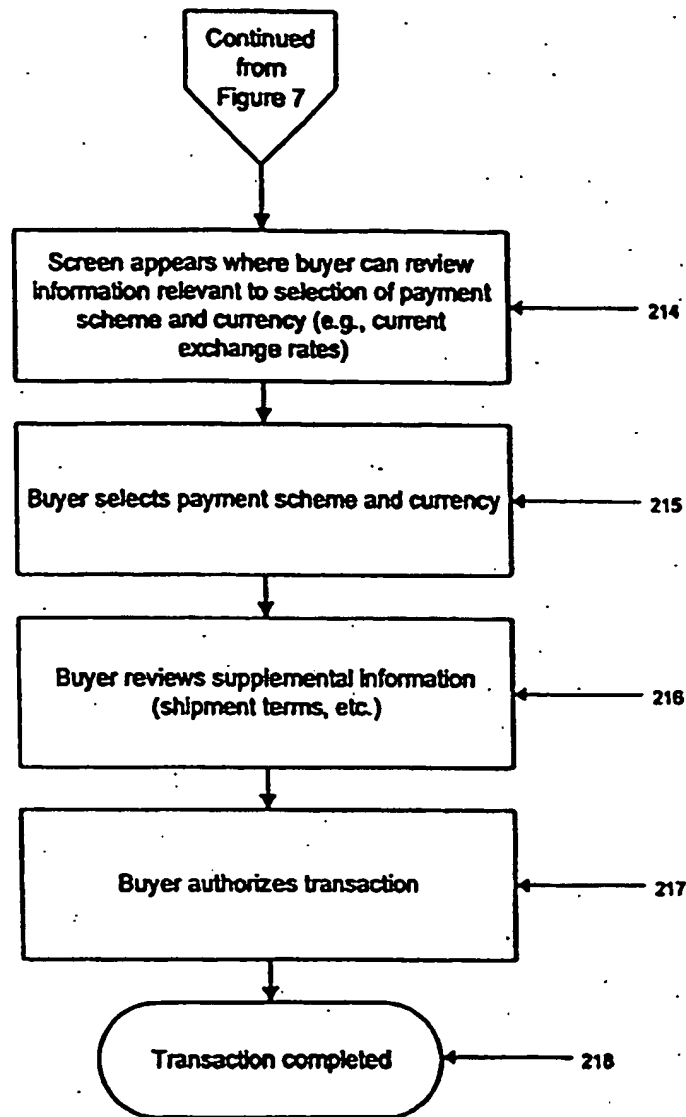 Continued
from
Figure 7
Screen appears where buyer can review
information relevant to selection of payment
scheme and currency (e.g., current
exchange rates)
214
Buyer selects payment scheme and currency
215
Buyer reviews supplemental information
(shipment terms, etc.)
216
Buyer authorizes transaction
217
Transaction completed
218